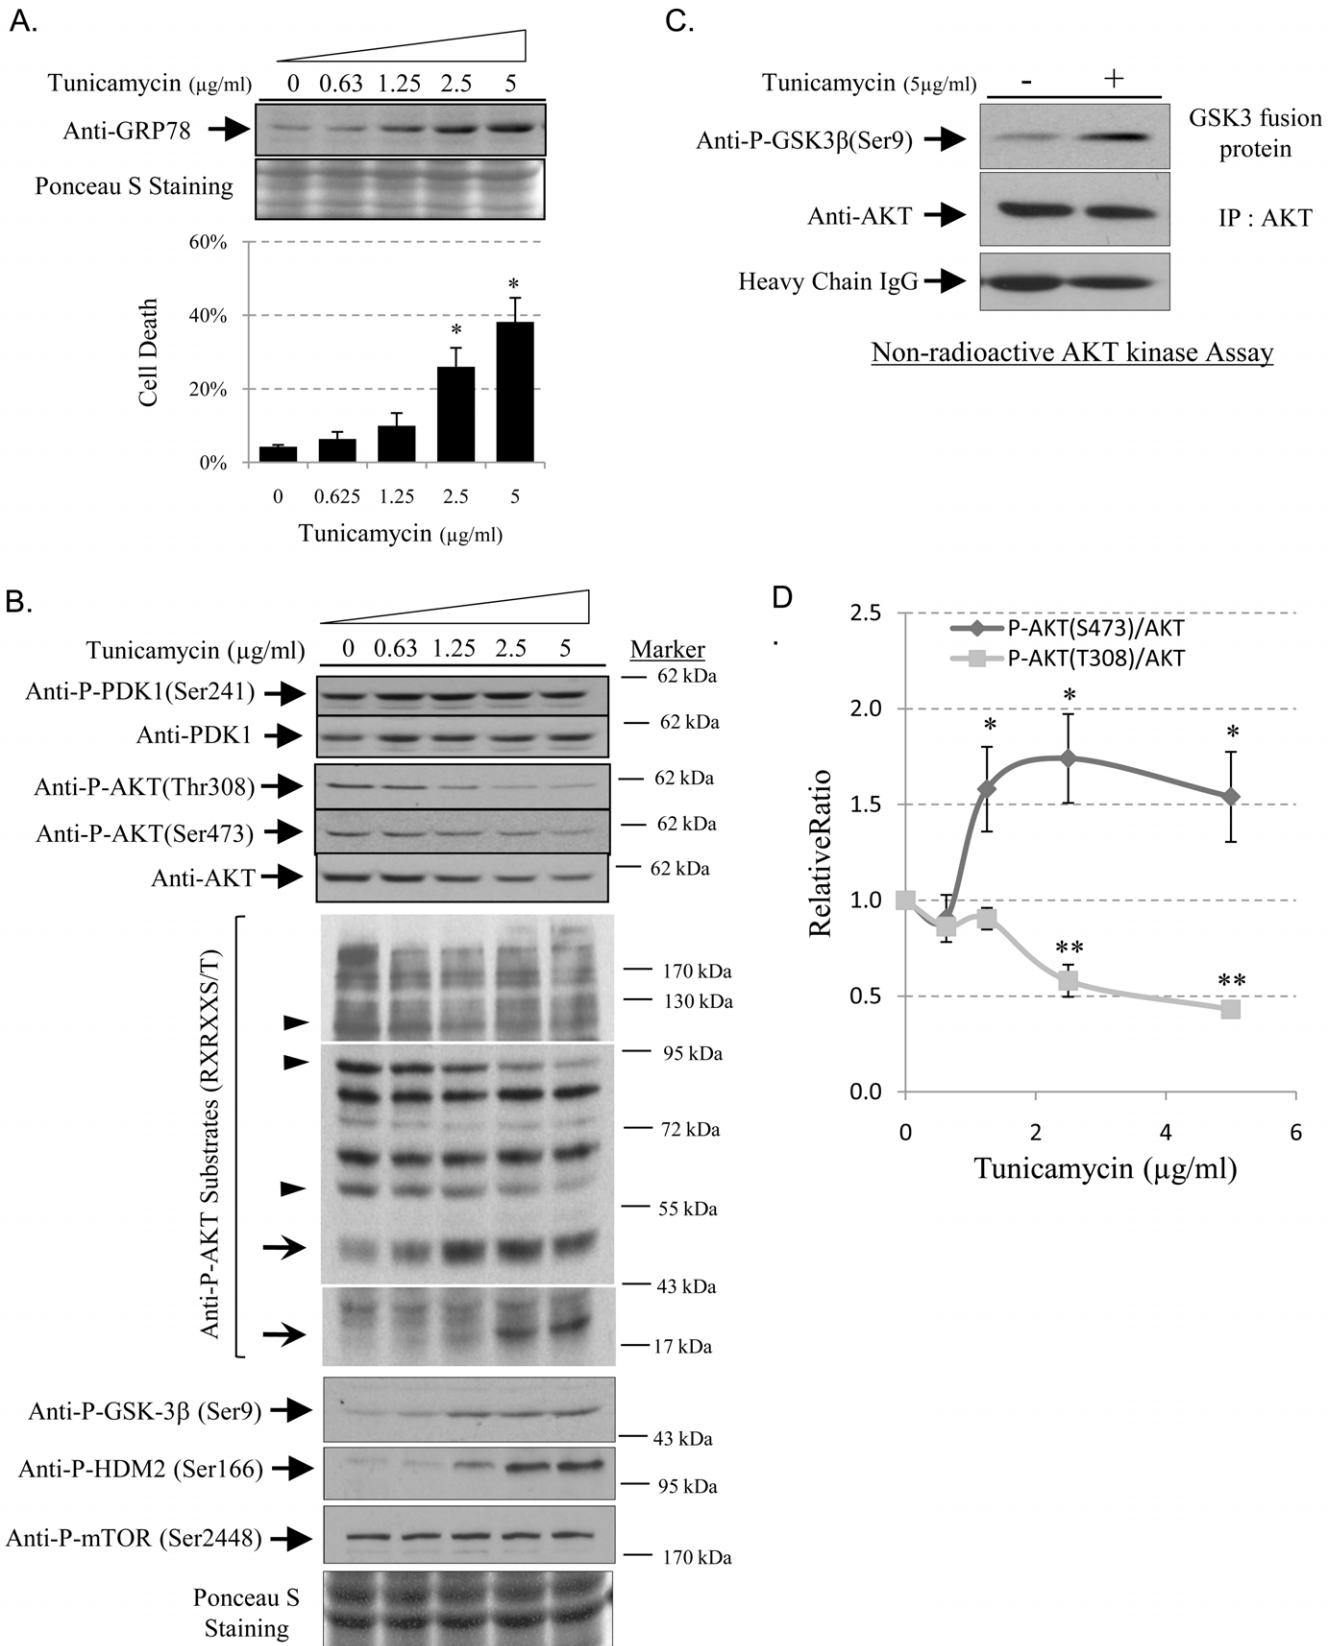 A.
Tunicamycin (µg/ml) 0 0.63 1.25 2.5 5
Anti-GRP78
Ponceau S Staining
60%
40%
20%
0%
Cell Death
* *
0 0.625 1.25 2.5 5
Tunicamycin (µg/ml)
C.
Tunicamycin (5µg/ml) - +
Anti-P-GSK3β(Ser9)
GSK3 fusion
protein
Anti-AKT
IP : AKT
Heavy Chain IgG
Non-radioactive AKT kinase Assay
B.
Tunicamycin (µg/ml) 0 0.63 1.25 2.5 5 Marker
Anti-P-PDK1(Ser241) 62 kDa
Anti-PDK1 62 kDa
Anti-P-AKT(Thr308) 62 kDa
Anti-P-AKT(Ser473) 62 kDa
Anti-AKT 62 kDa
Anti-P-AKT Substrates (RXRXXS/T)
170 kDa
130 kDa
95 kDa
72 kDa
55 kDa
43 kDa
17 kDa
Anti-P-GSK-3β (Ser9)
43 kDa
Anti-P-HDM2 (Ser166)
95 kDa
Anti-P-mTOR (Ser2448)
170 kDa
Ponceau S
Staining
D
.
2.5
2.0
1.5
1.0
0.5
0.0
RelativeRatio
P-AKT(S473)/AKT
P-AKT(T308)/AKT
* * *
** **
0 2 4 6
Tunicamycin (µg/ml)